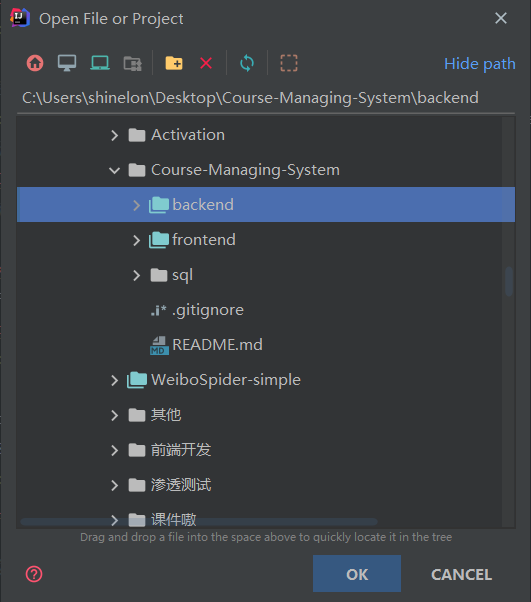 Open File or Project
Hide path
C:\Users\shinelon\Desktop\Course-Managing-System\backend
Activation
Course-Managing-System
backend
frontend
sql
.i* .gitignore
MD README.md
WeiboSpider-simple
其他
前端开发
渗透测试
课件嗷
Drag and drop a file into the space above to quickly locate it in the tree
? OK CANCEL